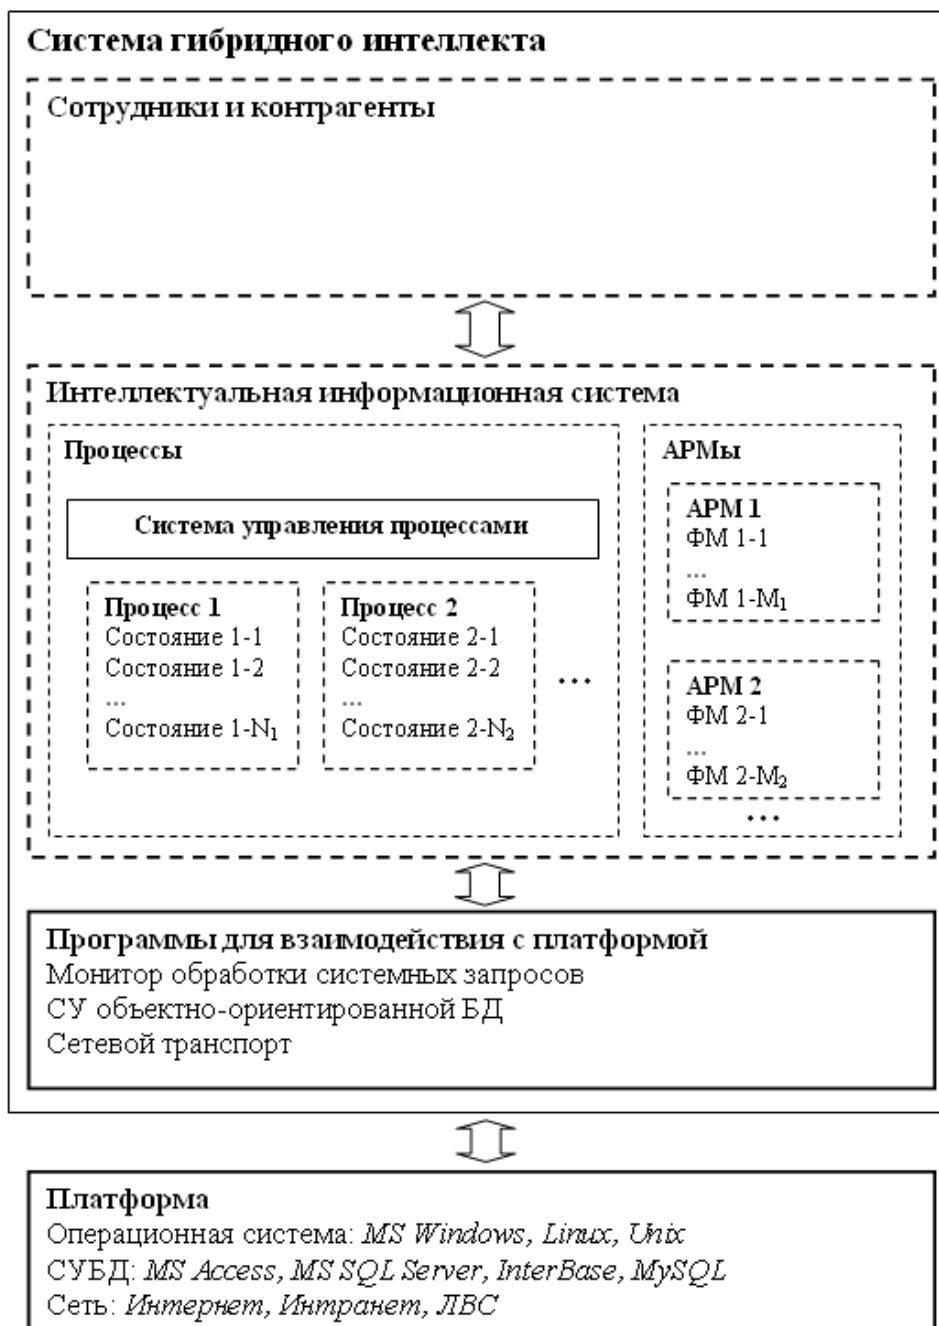 Система гибридного интеллекта
Сотрудники и контрагенты
Интеллектуальная информационная система
Процессы
Система управления процессами
Процесс 1
Состояние 1-1
Состояние 1-2
...
Состояние 1-N₁
Процесс 2
Состояние 2-1
Состояние 2-2
...
Состояние 2-N₂
...
АРМы
АРМ 1
ФМ 1-1
...
ФМ 1-M₁
АРМ 2
ФМ 2-1
...
ФМ 2-M₂
...
Программы для взаимодействия с платформой
Монитор обработки системных запросов
СУ объектно-ориентированной БД
Сетевой транспорт
Платформа
Операционная система: MS Windows, Linux, Unix
СУБД: MS Access, MS SQL Server, InterBase, MySQL
Сеть: Интернет, Интранет, ЛВС